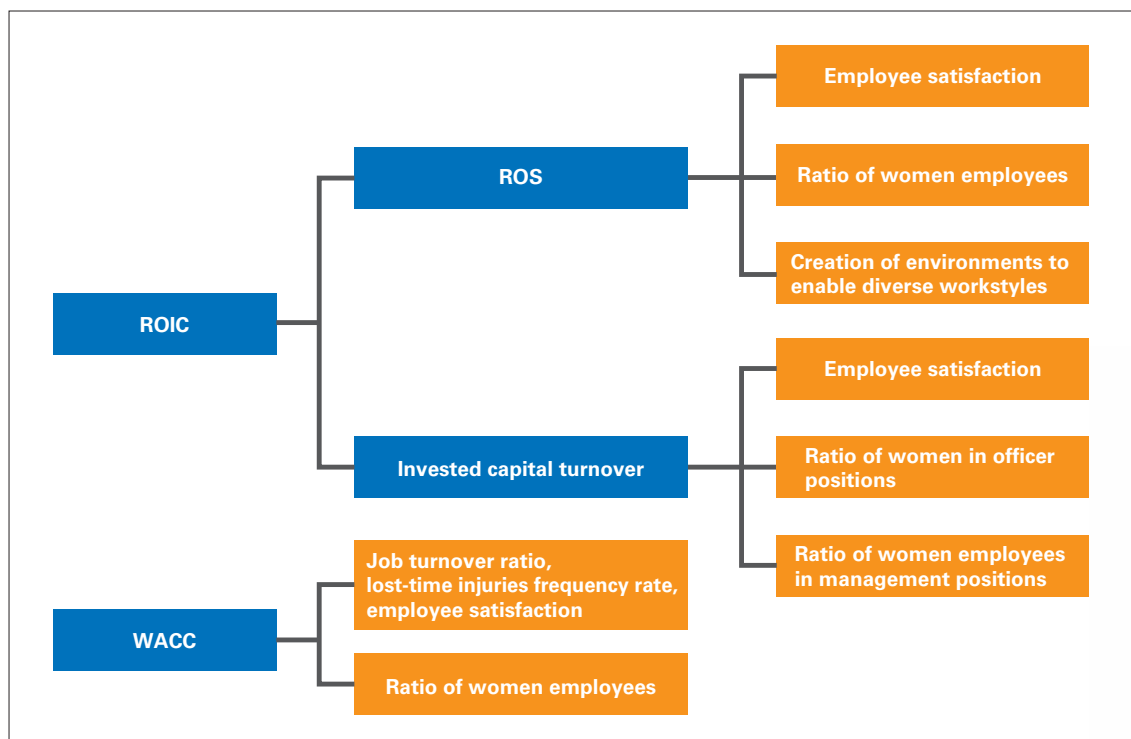 Employee satisfaction
ROS
Ratio of women employees
Creation of environments to
enable diverse workstyles
ROIC
Employee satisfaction
Invested capital turnover
Ratio of women in officer
positions
Ratio of women employees
in management positions
Job turnover ratio,
lost-time injuries frequency rate,
employee satisfaction
WACC
Ratio of women employees